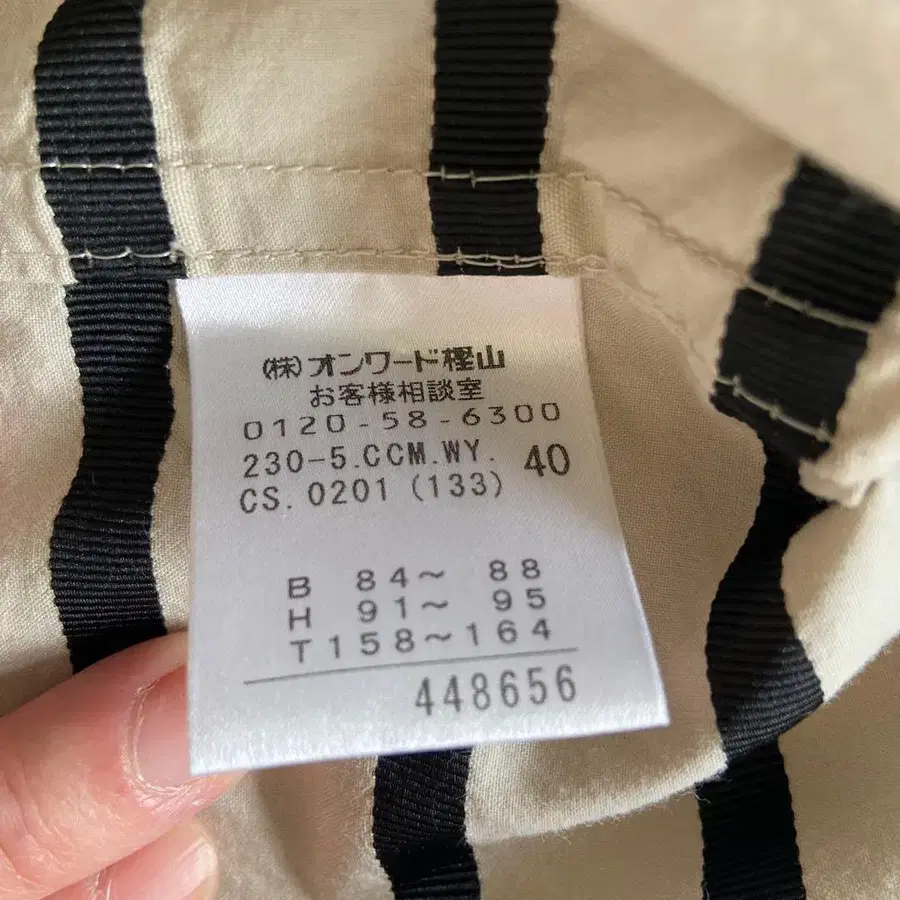 (株)オンワード樫山
お客様相談室
0120-58-6300
230-5.CCM.WY. 40
CS.0201 (133)
B 84～ 88
H 91～ 95
T158～164
448656